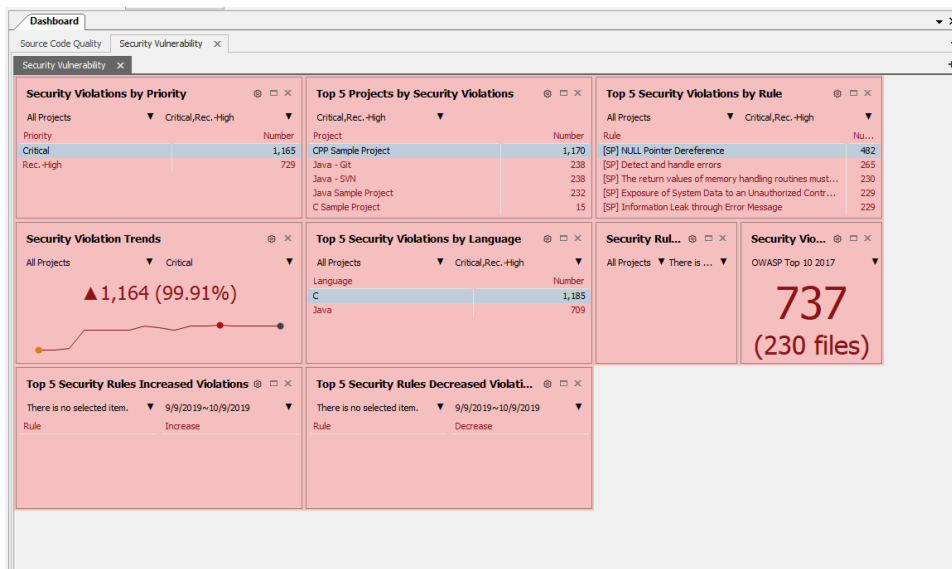 Dashboard
Source Code Quality Security Vulnerability
Security Vulnerability
Security Violations by Priority
All Projects Critical,Rec.-High
Priority Number
Critical 1,165
Rec.-High 729
Top 5 Projects by Security Violations
Critical,Rec.-High
Project Number
CPP Sample Project 1,170
Java - Git 238
Java - SVN 238
Java Sample Project 232
C Sample Project 15
Top 5 Security Violations by Rule
All Projects Critical,Rec.-High
Rule Nu...
[SP] NULL Pointer Dereference 482
[SP] Detect and handle errors 265
[SP] The return values of memory handling routines must... 230
[SP] Exposure of System Data to an Unauthorized Contr... 229
[SP] Information Leak through Error Message 229
Security Violation Trends
All Projects Critical
▲1,164 (99.91%)
Top 5 Security Violations by Language
All Projects Critical,Rec.-High
Language Number
C 1,185
Java 709
Security Rul...
All Projects There is ...
Security Vio...
OWASP Top 10 2017
737
(230 files)
Top 5 Security Rules Increased Violations
There is no selected item. 9/9/2019~10/9/2019
Rule Increase
Top 5 Security Rules Decreased Violati...
There is no selected item. 9/9/2019~10/9/2019
Rule Decrease